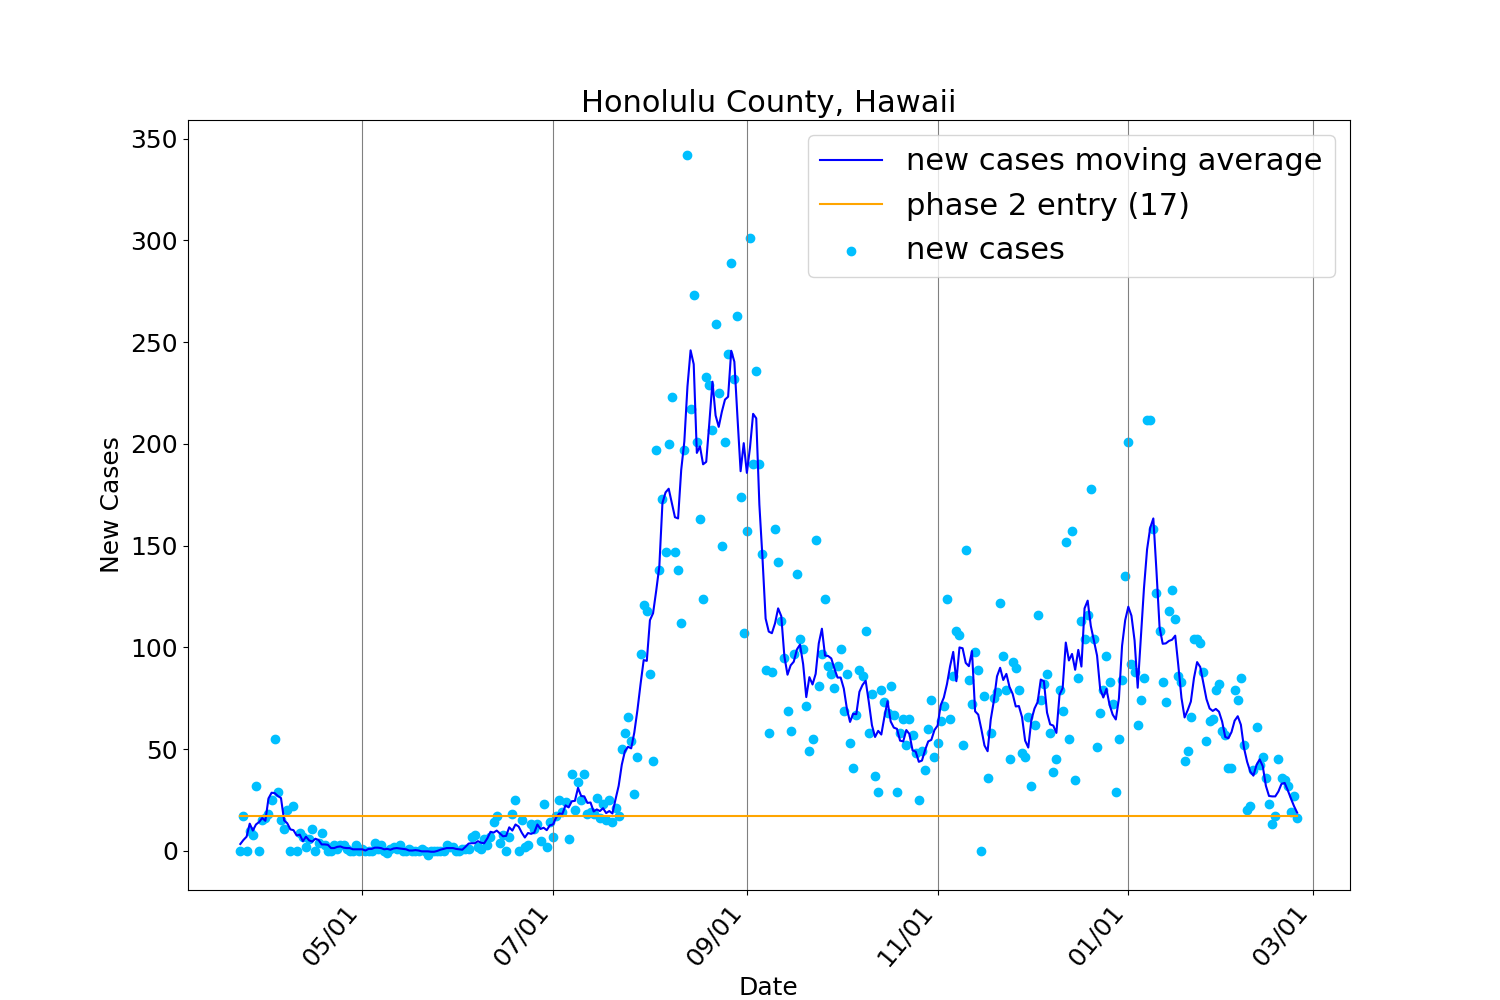 Honolulu County, Hawaii
350
300
250
200
150
100
50
0
New Cases
new cases moving average
phase 2 entry (17)
new cases
05/01
07/01
09/01
11/01
01/01
03/01
Date